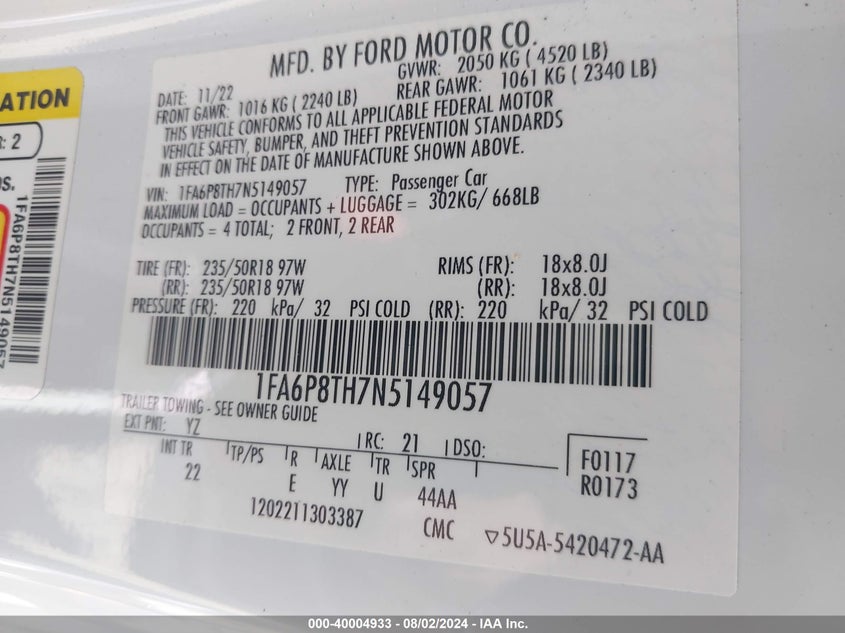 MFD. BY FORD MOTOR CO.
DATE: 11/22 GVWR: 2050 KG ( 4520 LB)
FRONT GAWR: 1016 KG ( 2240 LB) REAR GAWR: 1061 KG ( 2340 LB)
THIS VEHICLE CONFORMS TO ALL APPLICABLE FEDERAL MOTOR
VEHICLE SAFETY, BUMPER, AND THEFT PREVENTION STANDARDS
IN EFFECT ON THE DATE OF MANUFACTURE SHOWN ABOVE.
VIN: 1FA6P8TH7N5149057 TYPE: Passenger Car
MAXIMUM LOAD = OCCUPANTS + LUGGAGE = 302KG/ 668LB
OCCUPANTS = 4 TOTAL; 2 FRONT, 2 REAR
TIRE (FR): 235/50R18 97W RIMS (FR): 18x8.0J
(RR): 235/50R18 97W (RR): 18x8.0J
PRESSURE (FR): 220 kPa/ 32 PSI COLD (RR): 220 kPa/ 32 PSI COLD
1FA6P8TH7N5149057
TRAILER TOWING - SEE OWNER GUIDE
EXT PNT: YZ RC: 21 DSO:
INT TR TP/PS R AXLE TR SPR F0117
22 E YY U 44AA R0173
1202211303387 CMC ▽5U5A-5420472-AA
ATION
: 2
OS.
1FA6P8TH7N5149057
000-40004933 - 08/02/2024 - IAA Inc.